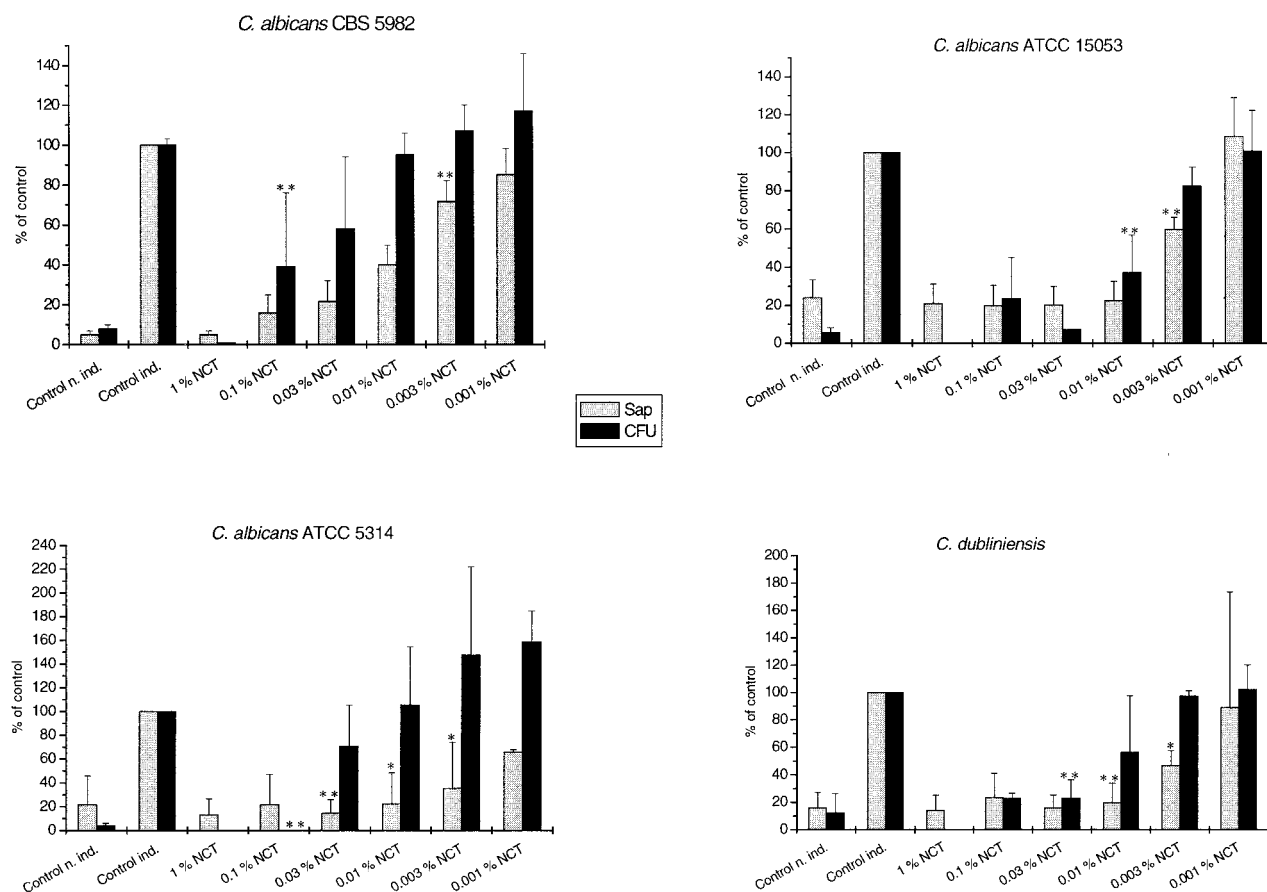 C. albicans CBS 5982
% of control
140
120
100
80
60
40
20
0
**
**
Control n. ind.
Control ind.
1 % NCT
0.1 % NCT
0.03 % NCT
0.01 % NCT
0.003 % NCT
0.001 % NCT
C. albicans ATCC 15053
% of control
140
120
100
80
60
40
20
0
**
**
Control n. ind.
Control ind.
1 % NCT
0.1 % NCT
0.03 % NCT
0.01 % NCT
0.003 % NCT
0.001 % NCT
Sap
CFU
C. albicans ATCC 5314
% of control
240
220
200
180
160
140
120
100
80
60
40
20
0
**
**
*
*
Control n. ind.
Control ind.
1 % NCT
0.1 % NCT
0.03 % NCT
0.01 % NCT
0.003 % NCT
0.001 % NCT
C. dubliniensis
% of control
200
180
160
140
120
100
80
60
40
20
0
**
**
*
Control n. ind.
Control ind.
1 % NCT
0.1 % NCT
0.03 % NCT
0.01 % NCT
0.003 % NCT
0.001 % NCT